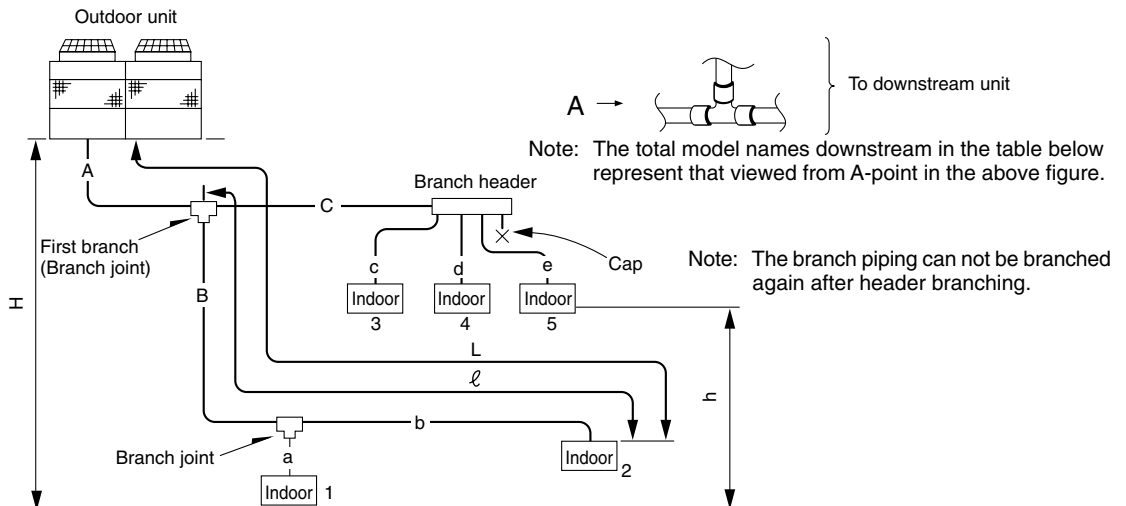 Outdoor unit
A
To downstream unit
Note: The total model names downstream in the table below
represent that viewed from A-point in the above figure.
A
Branch header
C
First branch
(Branch joint)
Cap
Note: The branch piping can not be branched
again after header branching.
c
d
e
B
Indoor
3
Indoor
4
Indoor
5
H
L
ℓ
h
b
Branch joint
a
Indoor
2
Indoor
1